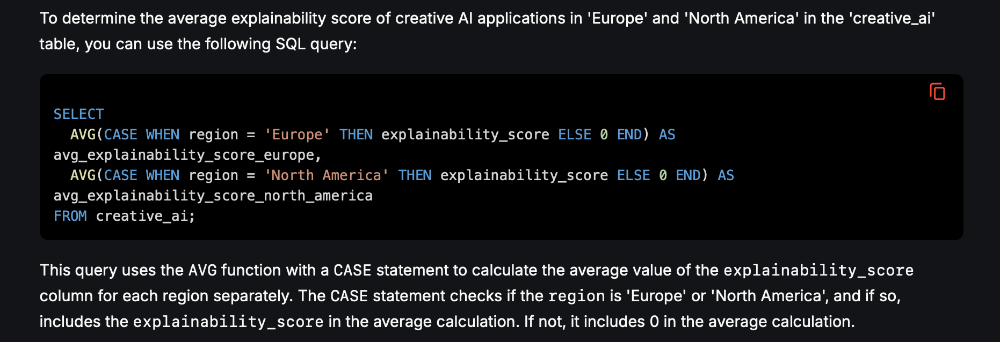 To determine the average explainability score of creative AI applications in 'Europe' and 'North America' in the 'creative_ai'
table, you can use the following SQL query:
SELECT
  AVG(CASE WHEN region = 'Europe' THEN explainability_score ELSE 0 END) AS
avg_explainability_score_europe,
  AVG(CASE WHEN region = 'North America' THEN explainability_score ELSE 0 END) AS
avg_explainability_score_north_america
FROM creative_ai;
This query uses the AVG function with a CASE statement to calculate the average value of the explainability_score
column for each region separately. The CASE statement checks if the region is 'Europe' or 'North America', and if so,
includes the explainability_score in the average calculation. If not, it includes 0 in the average calculation.